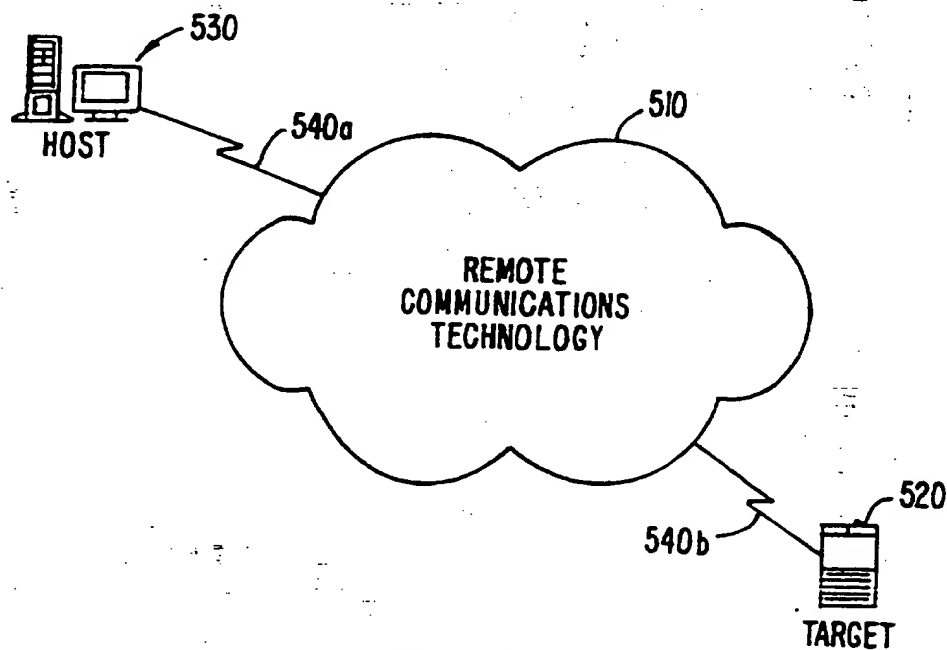 530
HOST
540a
510
REMOTE
COMMUNICATIONS
TECHNOLOGY
540b
520
TARGET